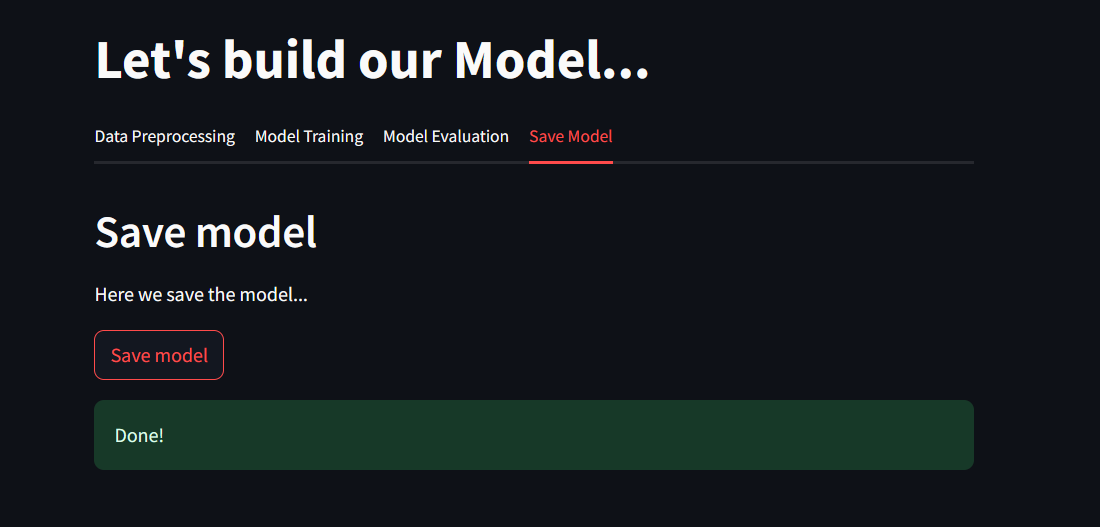 Let's build our Model...
Data Preprocessing Model Training Model Evaluation Save Model
Save model
Here we save the model...
Save model
Done!